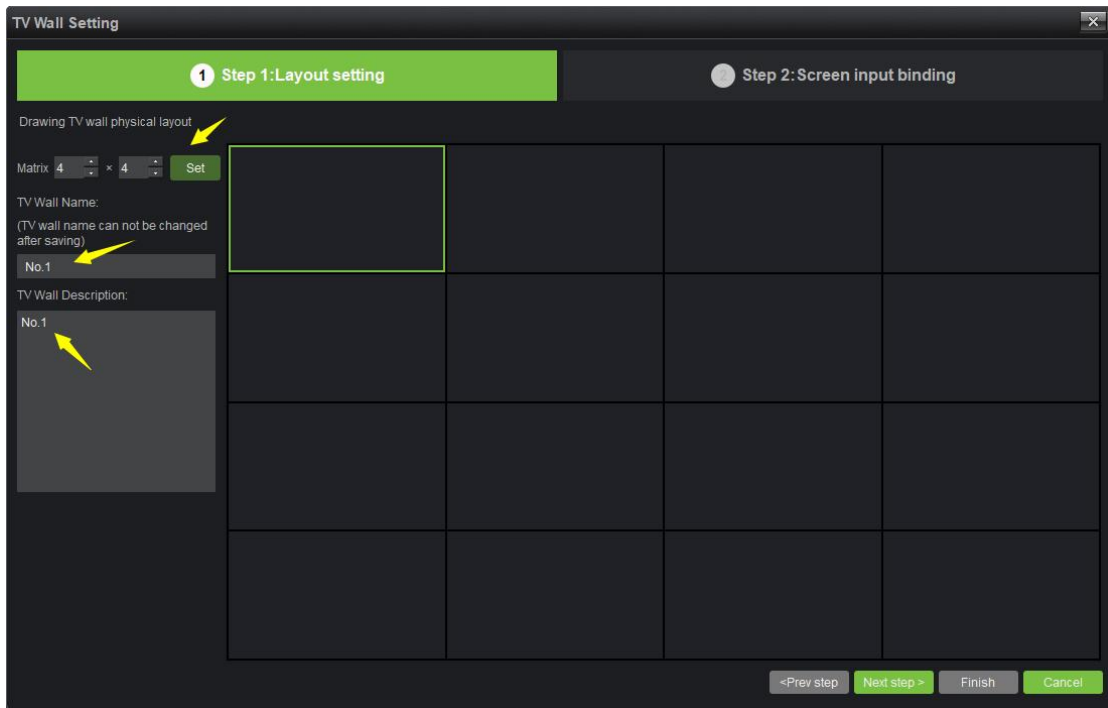 TV Wall Setting
1 Step 1:Layout setting
2 Step 2:Screen input binding
Drawing TV wall physical layout
Matrix 4 × 4 Set
TV Wall Name:
(TV wall name can not be changed
after saving)
No.1
TV Wall Description:
No.1
<Prev step Next step > Finish Cancel